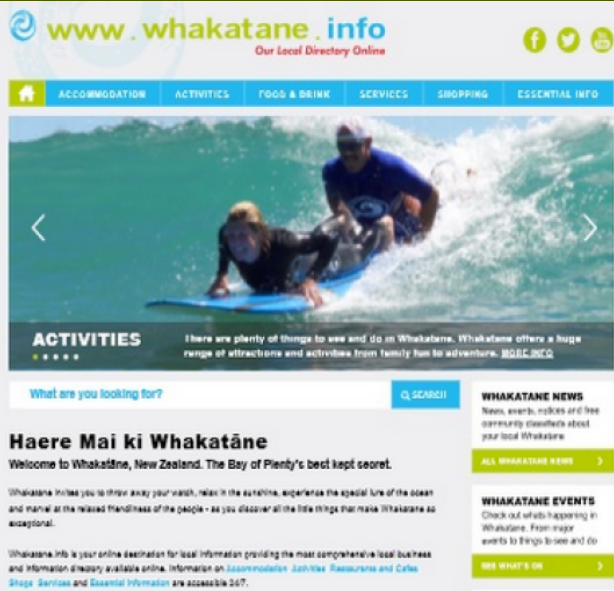 www.whakatane.info
Our Local Directory Online
ACCOMMODATION ACTIVITIES FOOD & DRINK SERVICES SHOPPING ESSENTIAL INFO
ACTIVITIES
There are plenty of things to see and do in Whakatane. Whakatane offers a huge
range of attractions and activities from family fun to adventure. MORE INFO
What are you looking for?
SEARCH
Haere Mai ki Whakatāne
Welcome to Whakatāne, New Zealand. The Bay of Plenty's best kept secret.
Whakatane invites you to throw away your watch, relax in the sunshine, experience the special lure of the ocean
and marvel at the relaxed friendliness of the people - as you discover all the little things that make Whakatane so
exceptional.
Whakatane.info is your online destination for local information providing the most comprehensive local business
and information directory available online. Information on Accommodation Activities Restaurants and Cafes
Shops Services and Essential Information are accessible 24/7.
WHAKATANE NEWS
News, events, notices and free
community classifieds about
your local Whakatane
ALL WHAKATANE NEWS
WHAKATANE EVENTS
Check out whats happening in
Whakatane. From major
events to things to see and do
SEE WHAT'S ON